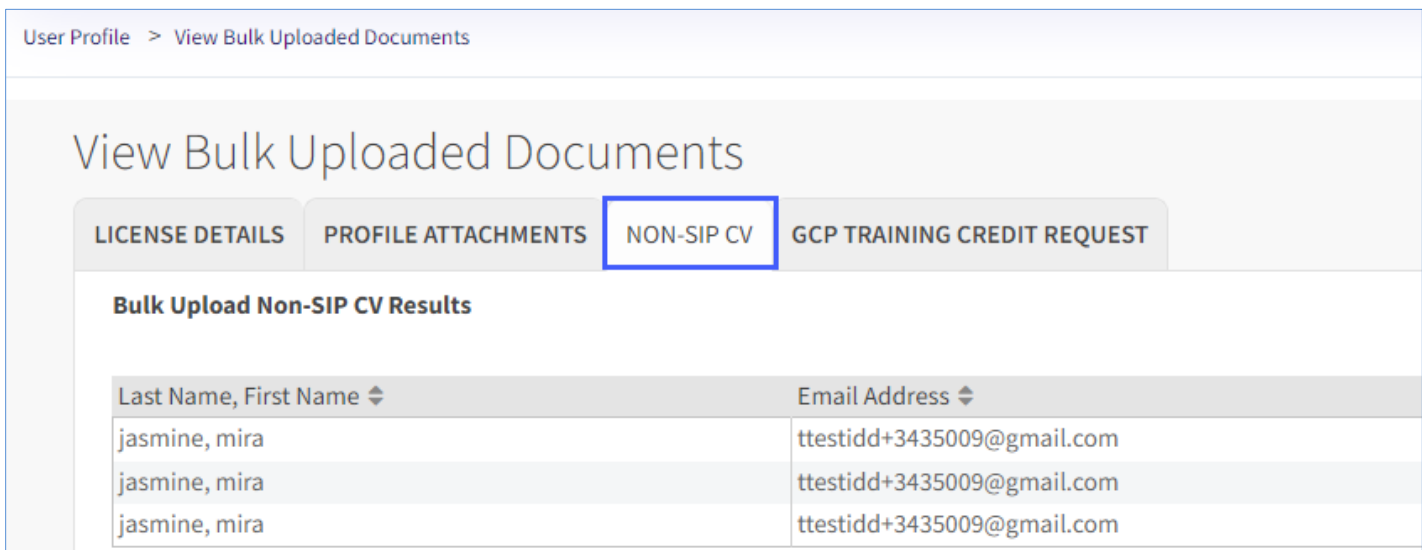 User Profile > View Bulk Uploaded Documents
View Bulk Uploaded Documents
LICENSE DETAILS PROFILE ATTACHMENTS NON-SIP CV GCP TRAINING CREDIT REQUEST
Bulk Upload Non-SIP CV Results
Last Name, First Name Email Address
jasmine, mira ttestidd+3435009@gmail.com
jasmine, mira ttestidd+3435009@gmail.com
jasmine, mira ttestidd+3435009@gmail.com